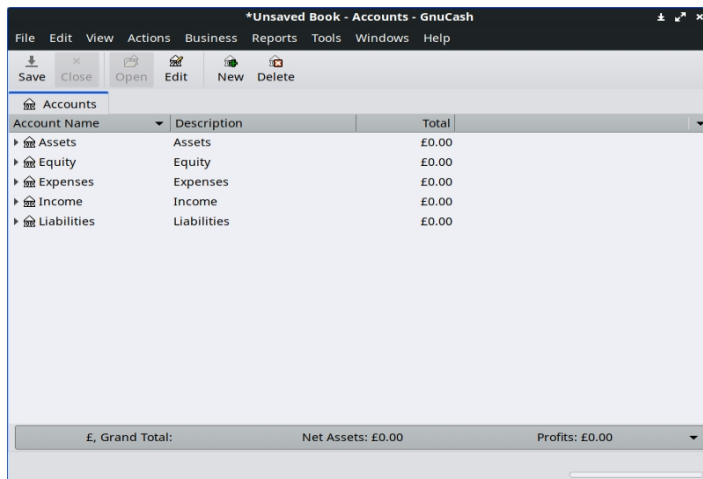 *Unsaved Book - Accounts - GnuCash
File Edit View Actions Business Reports Tools Windows Help
Save Close Open Edit New Delete
Accounts
Account Name Description Total
Assets Assets £0.00
Equity Equity £0.00
Expenses Expenses £0.00
Income Income £0.00
Liabilities Liabilities £0.00
£, Grand Total: Net Assets: £0.00 Profits: £0.00